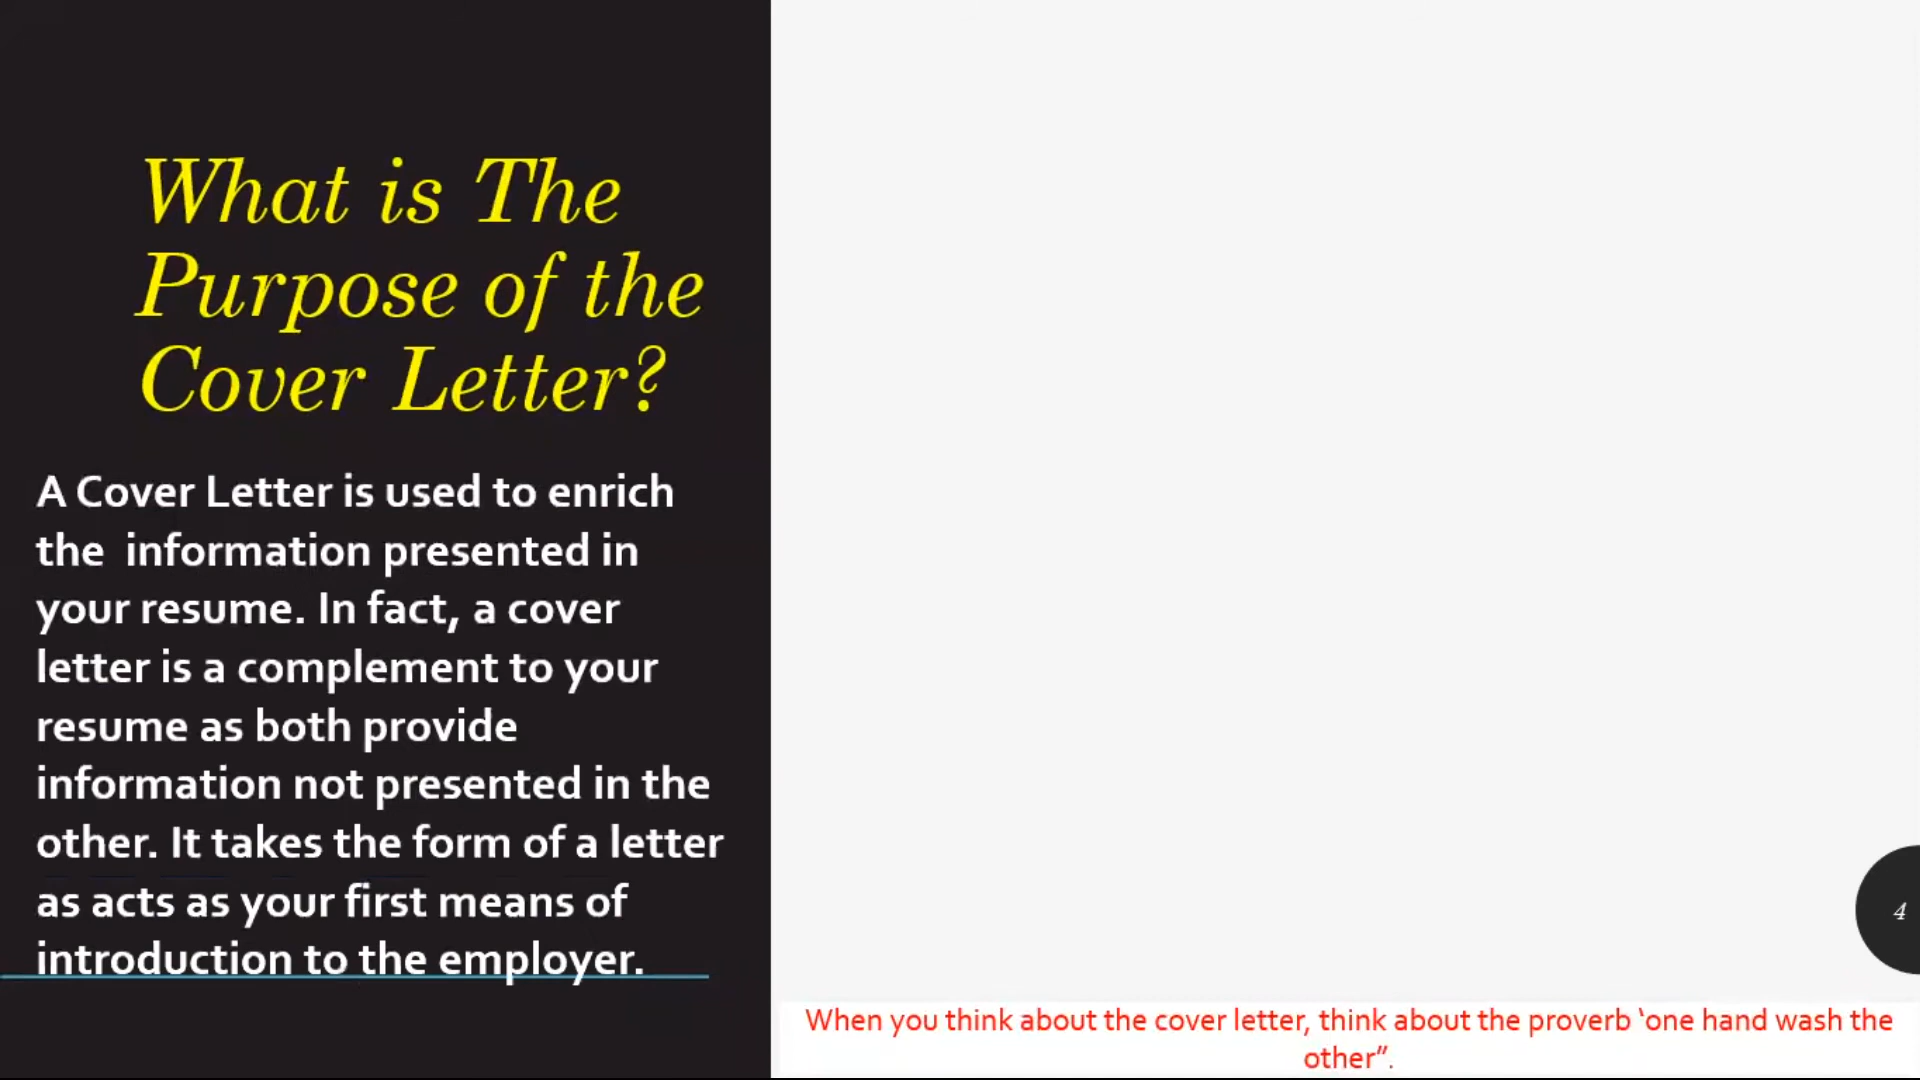 What is The
Purpose of the
Cover Letter?
A Cover Letter is used to enrich
the  information presented in
your resume. In fact, a cover
letter is a complement to your
resume as both provide
information not presented in the
other. It takes the form of a letter
as acts as your first means of
introduction to the employer.
4
When you think about the cover letter, think about the proverb ‘one hand wash the
other”.